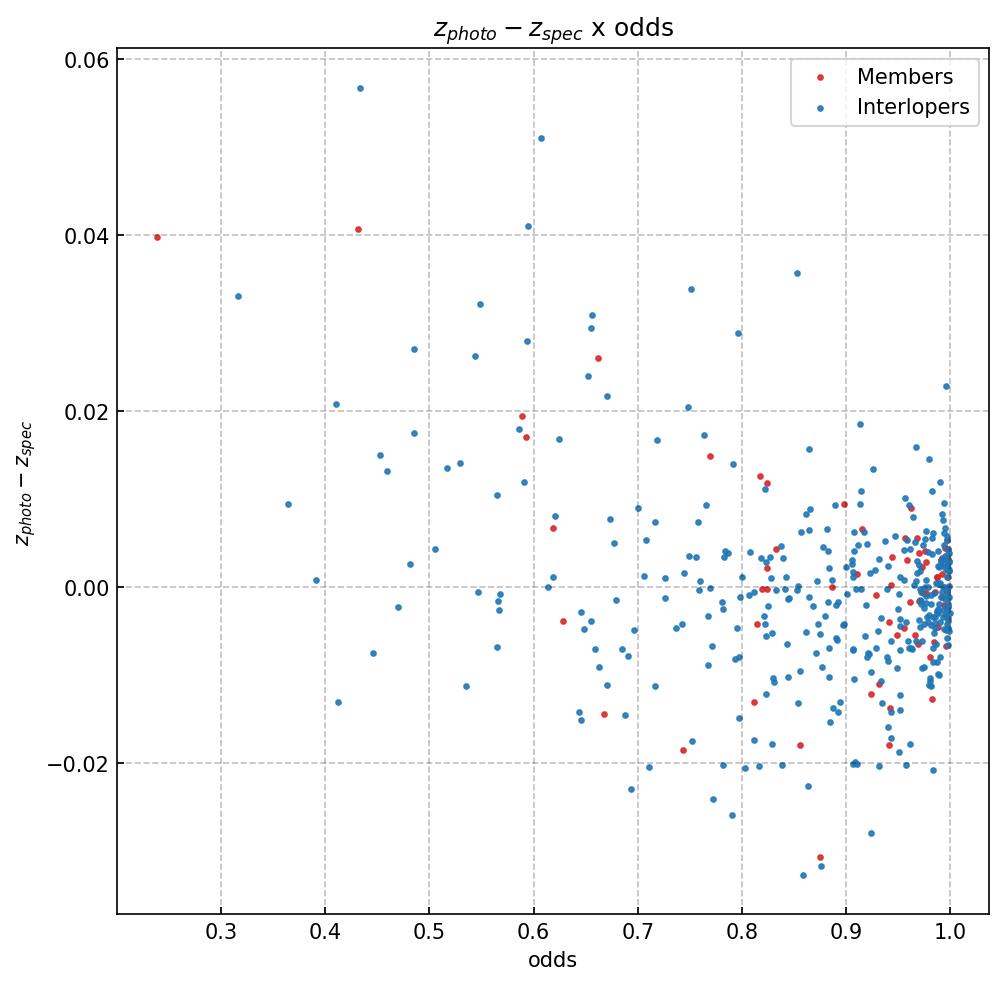 z_photo − z_spec x odds
Members
Interlopers
z_photo − z_spec
0.06
0.04
0.02
0.00
−0.02
0.3 0.4 0.5 0.6 0.7 0.8 0.9 1.0
odds